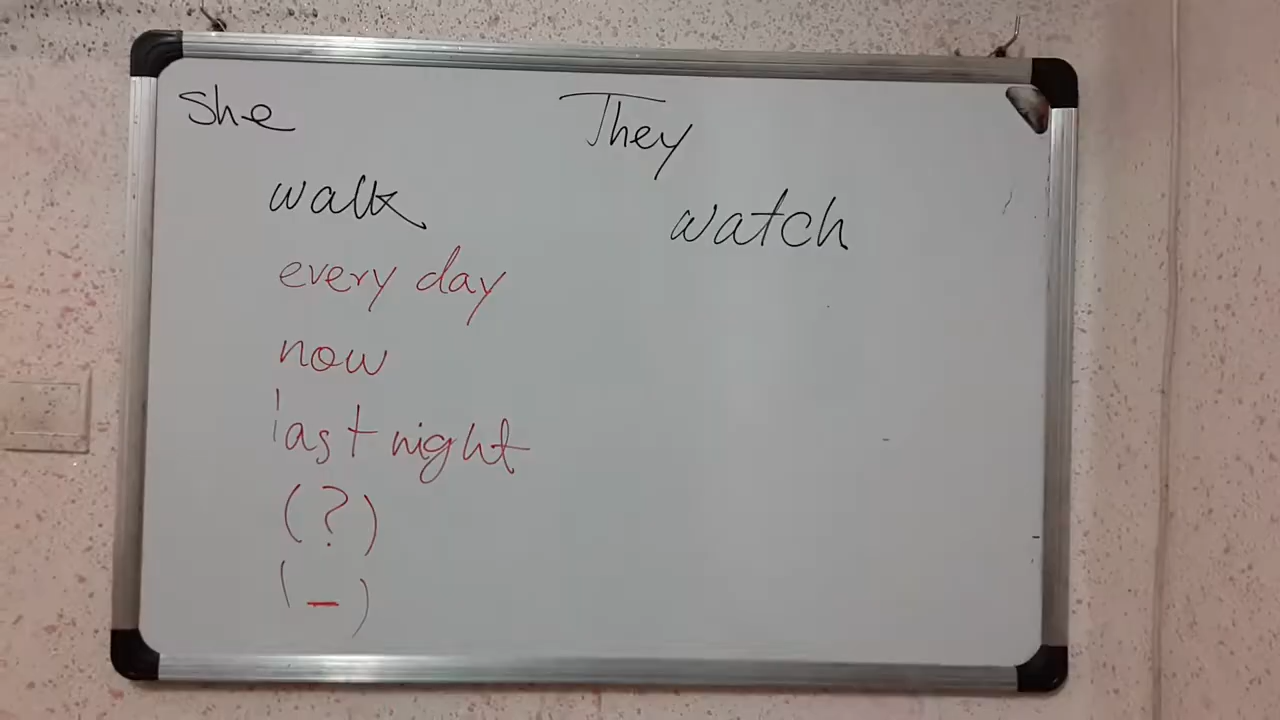 She They
walk watch
every day
now
last night
(?)
(-)